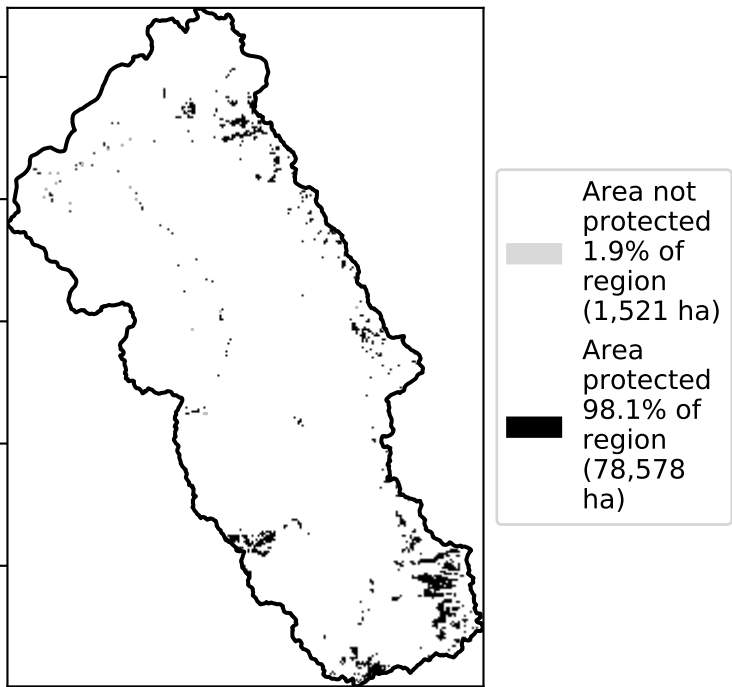 Area not
protected
1.9% of
region
(1,521 ha)
Area
protected
98.1% of
region
(78,578
ha)